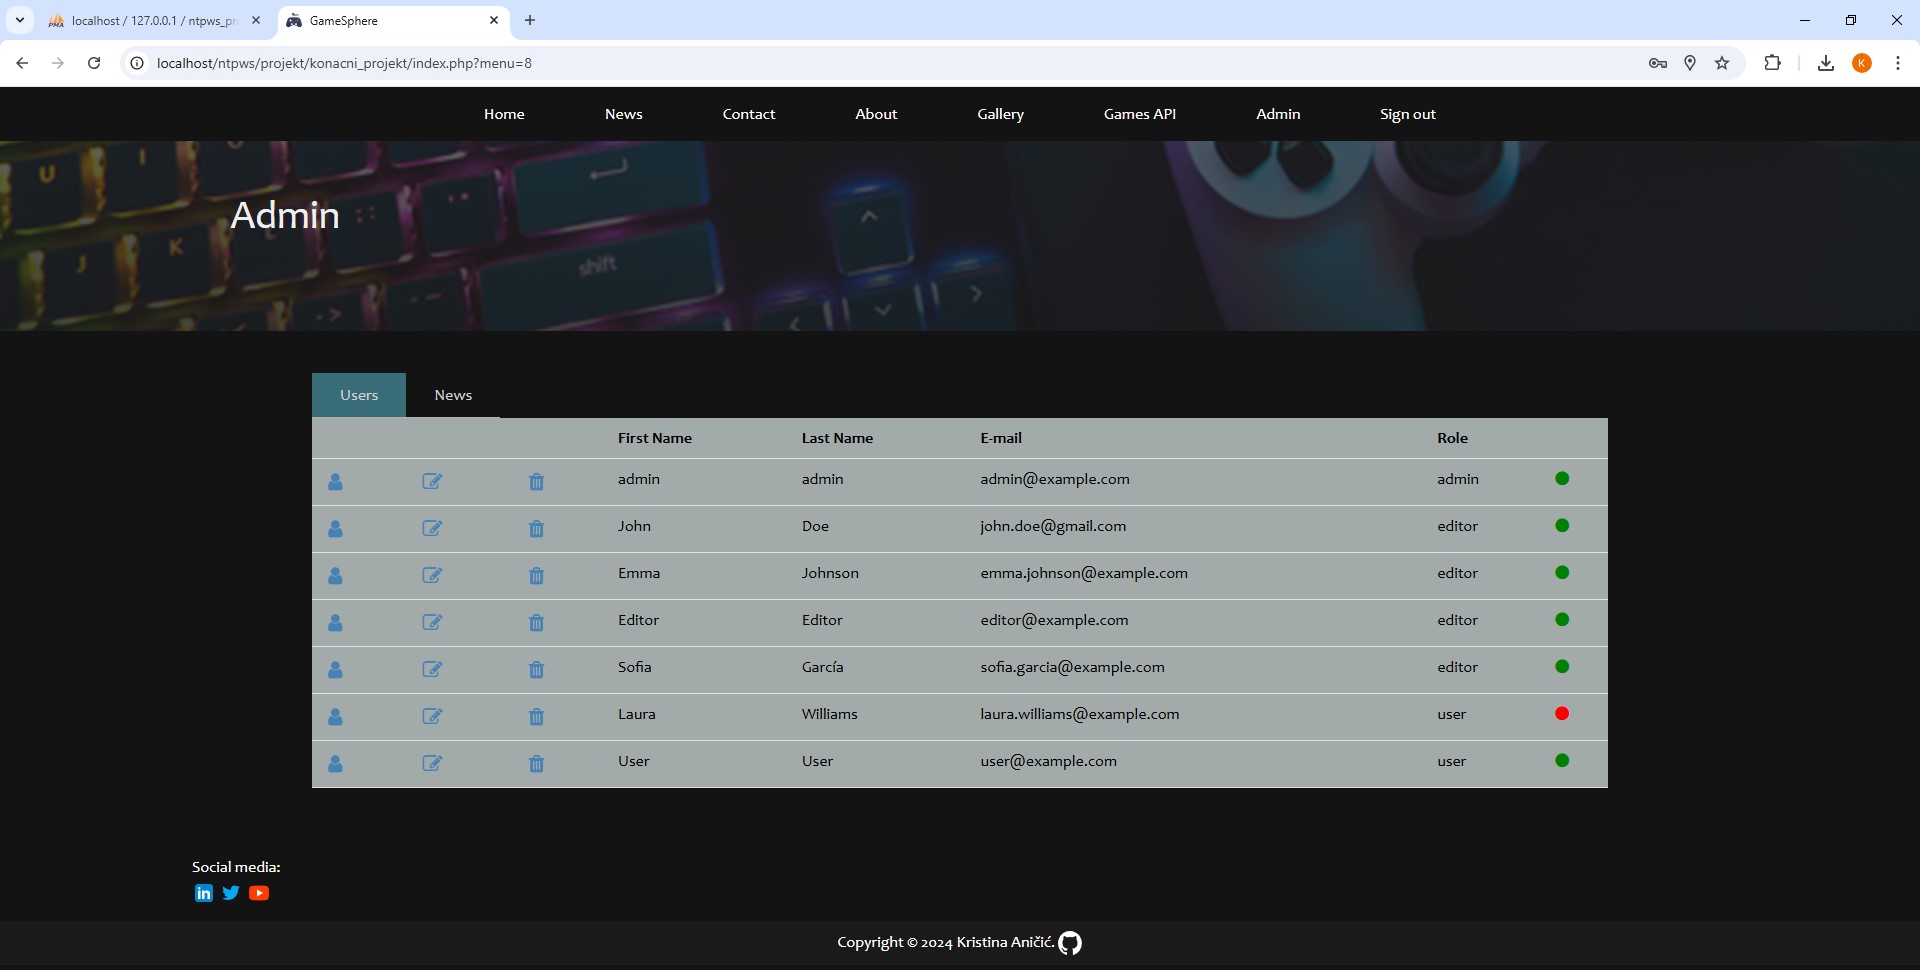 localhost / 127.0.0.1 / ntpws_pr
GameSphere
localhost/ntpws/projekt/konacni_projekt/index.php?menu=8
K
Home News Contact About Gallery Games API Admin Sign out
U I O
J K
shift
Admin
Users News
First Name Last Name E-mail Role
admin admin admin@example.com admin
John Doe john.doe@gmail.com editor
Emma Johnson emma.johnson@example.com editor
Editor Editor editor@example.com editor
Sofia García sofia.garcia@example.com editor
Laura Williams laura.williams@example.com user
User User user@example.com user
Social media:
in
Copyright © 2024 Kristina Aničić.